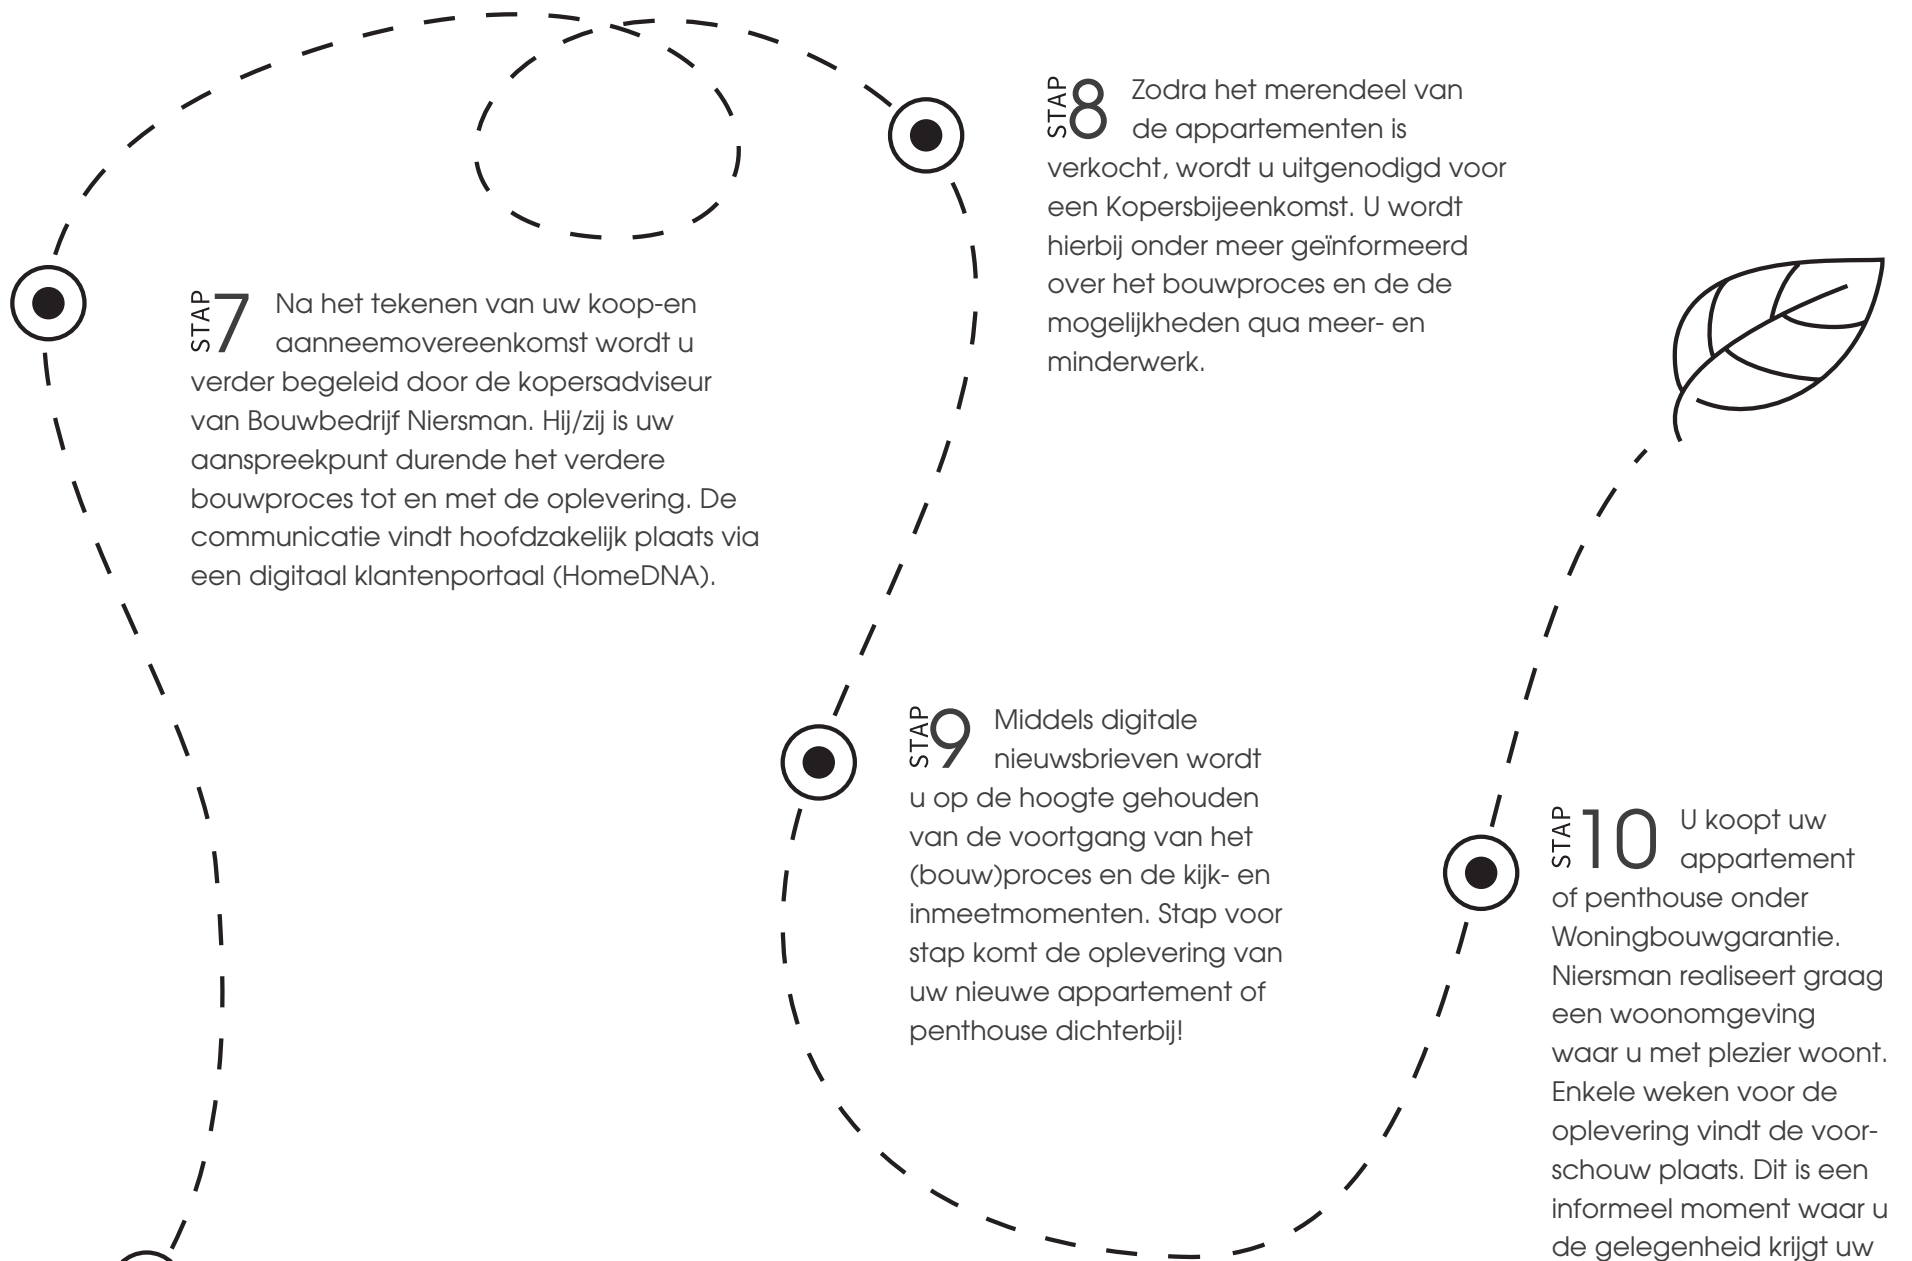 STAP 7 Na het tekenen van uw koop-en
aanneemovereenkomst wordt u
verder begeleid door de kopersadviseur
van Bouwbedrijf Niersman. Hij/zij is uw
aanspreekpunt durende het verdere
bouwproces tot en met de oplevering. De
communicatie vindt hoofdzakelijk plaats via
een digitaal klantenportaal (HomeDNA).
STAP 8 Zodra het merendeel van
de appartementen is
verkocht, wordt u uitgenodigd voor
een Kopersbijeenkomst. U wordt
hierbij onder meer geïnformeerd
over het bouwproces en de de
mogelijkheden qua meer- en
minderwerk.
STAP 9 Middels digitale
nieuwsbrieven wordt
u op de hoogte gehouden
van de voortgang van het
(bouw)proces en de kijk- en
inmeetmomenten. Stap voor
stap komt de oplevering van
uw nieuwe appartement of
penthouse dichterbij!
STAP 10 U koopt uw
appartement
of penthouse onder
Woningbouwgarantie.
Niersman realiseert graag
een woonomgeving
waar u met plezier woont.
Enkele weken voor de
oplevering vindt de voor-
schouw plaats. Dit is een
informeel moment waar u
de gelegenheid krijgt uw